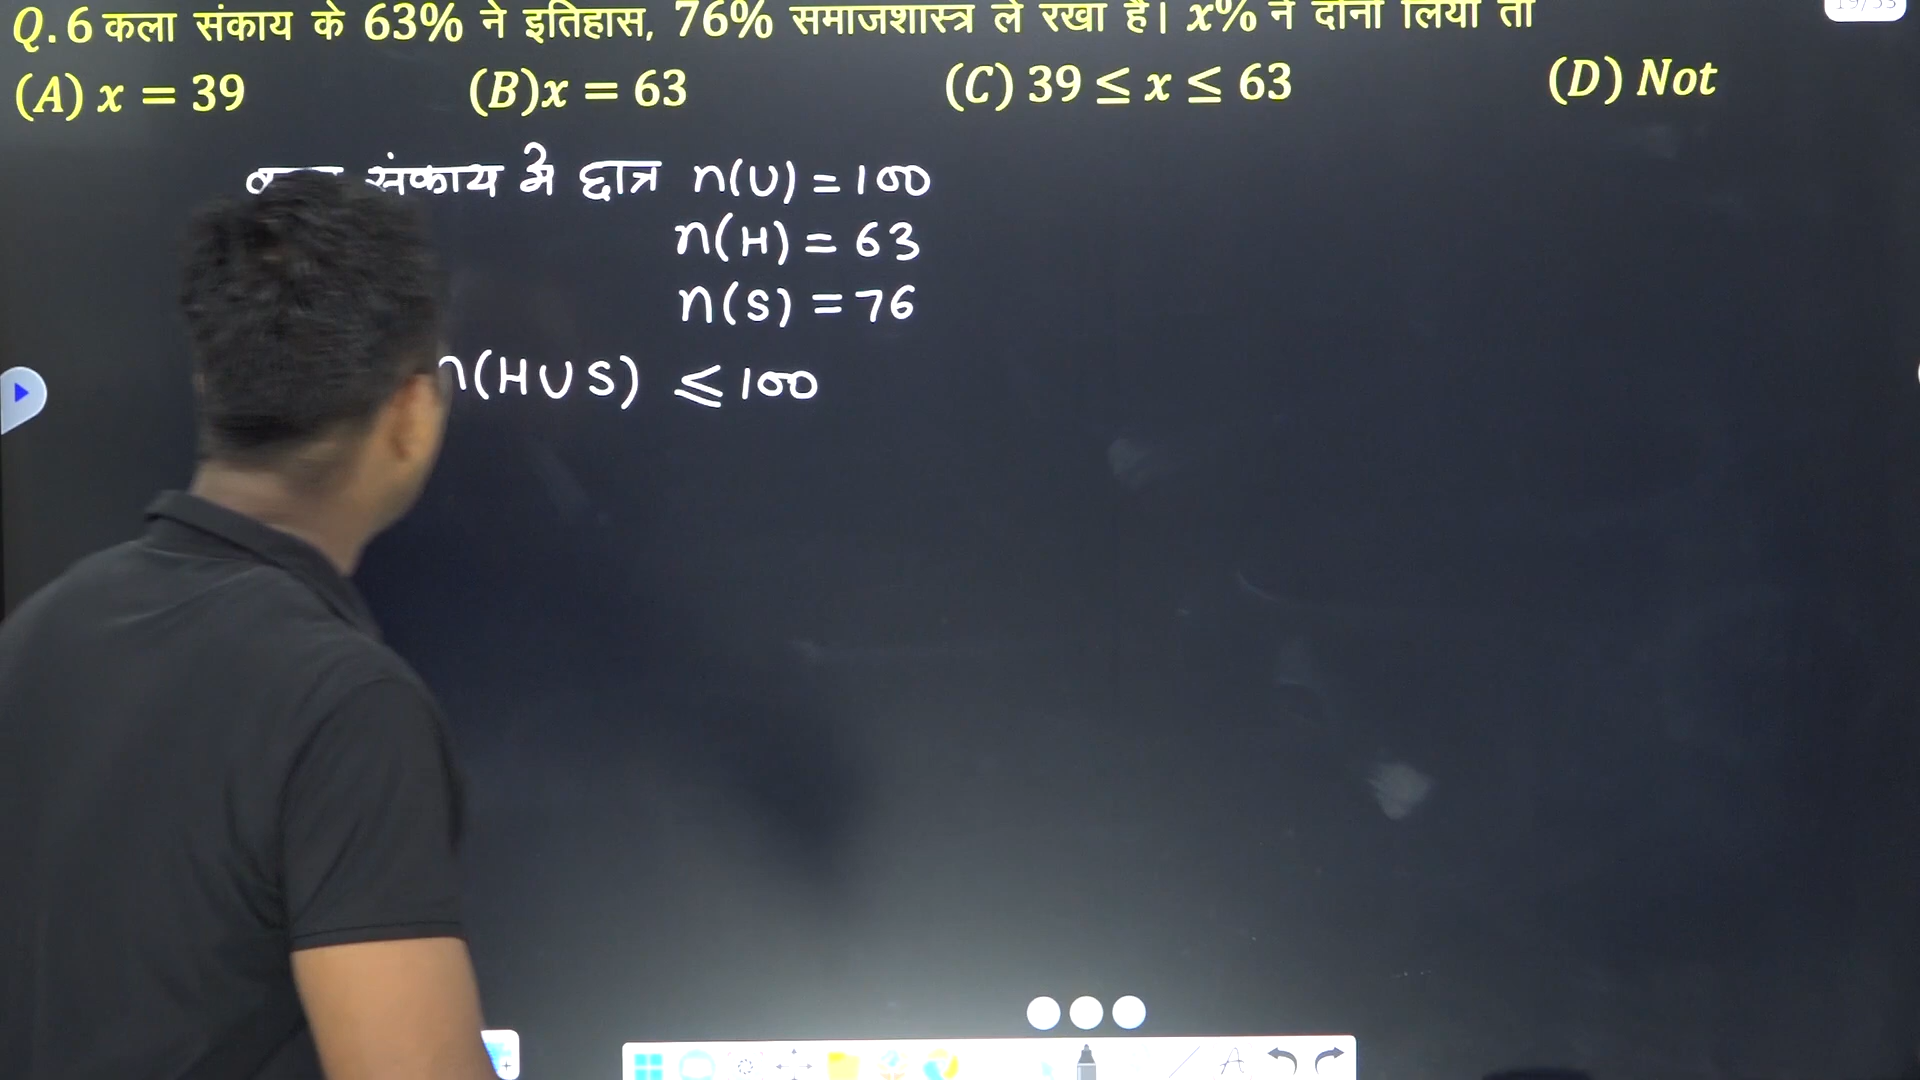 Q.6 कला संकाय के 63% ने इतिहास, 76% समाजशास्त्र ले रखा है। x% ने दोनों लिया तो
(A) x = 39 (B)x = 63 (C) 39 ≤ x ≤ 63 (D) Not
संकाय में छात्र n(U) = 100
n(H) = 63
n(S) = 76
n(H∪S) ≤ 100